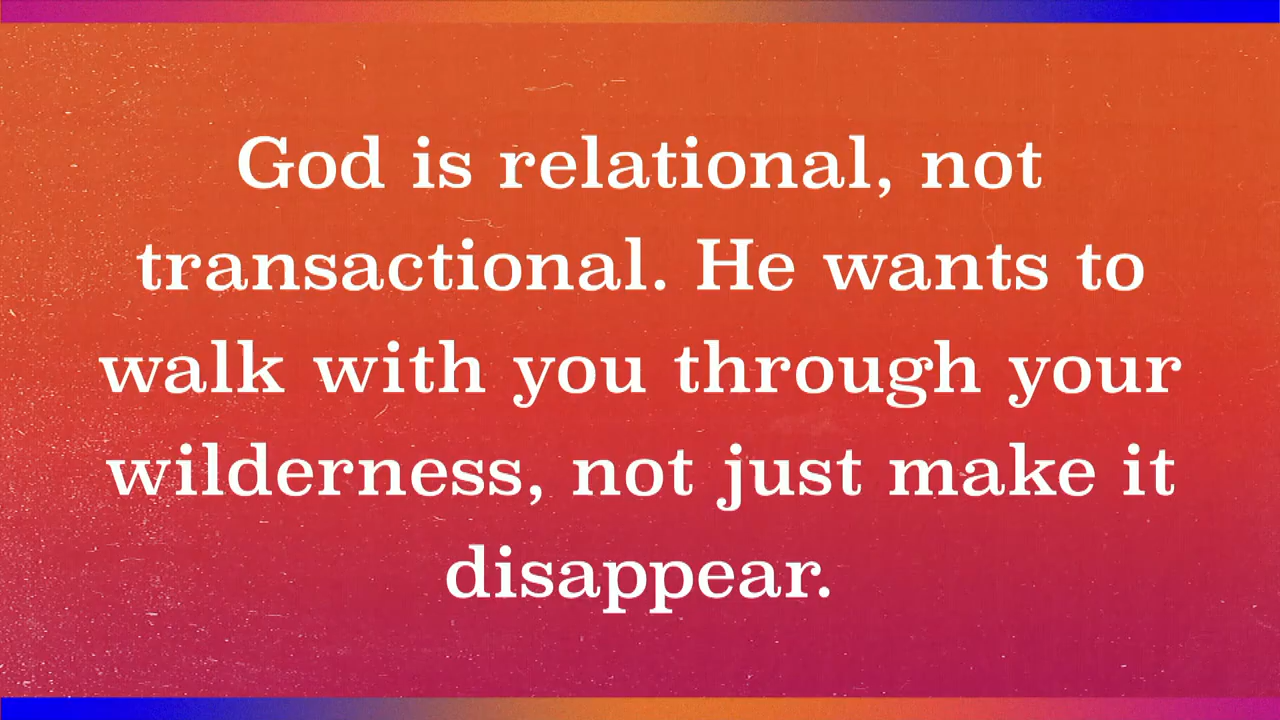 God is relational, not
transactional. He wants to
walk with you through your
wilderness, not just make it
disappear.